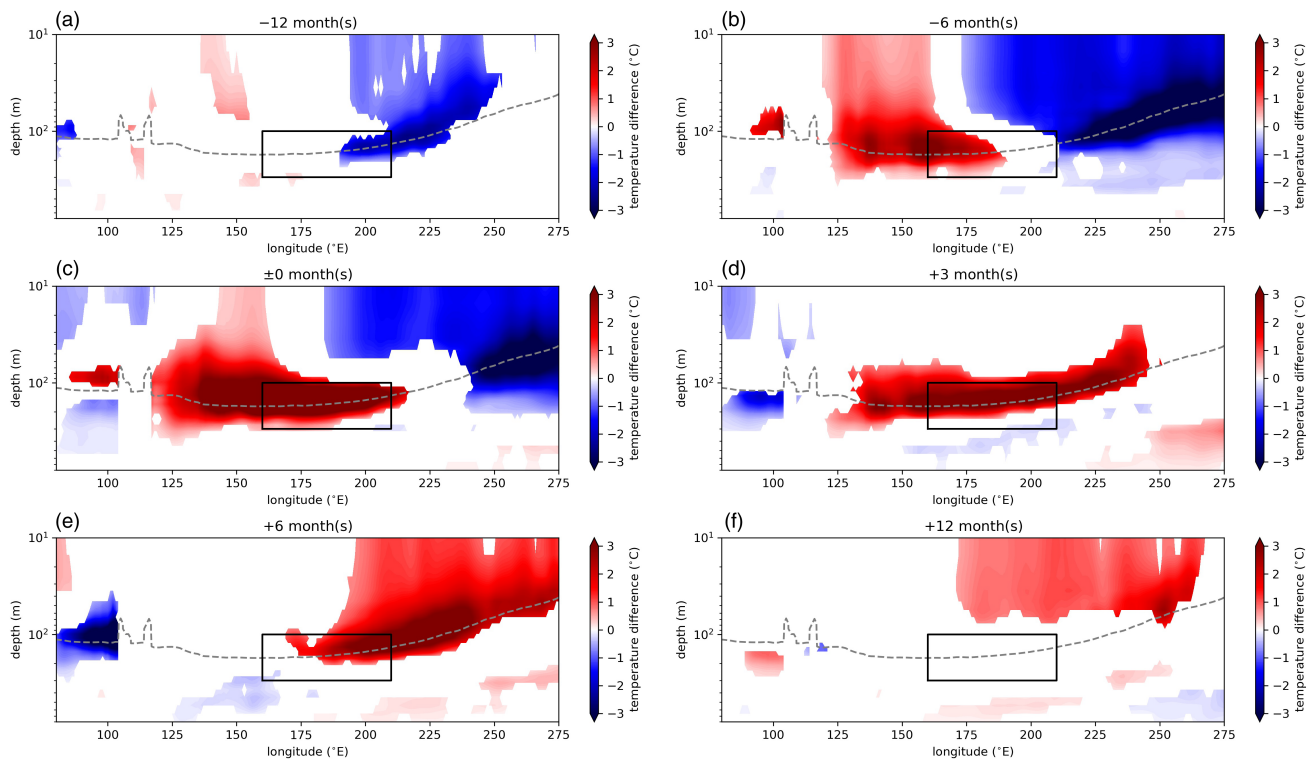 (a) −12 month(s)
10¹
10²
depth (m)
100 125 150 175 200 225 250 275
longitude (°E)
3
2
1
0
−1
−2
−3
temperature difference (°C)
(b) −6 month(s)
10¹
10²
depth (m)
100 125 150 175 200 225 250 275
longitude (°E)
3
2
1
0
−1
−2
−3
temperature difference (°C)
(c) ±0 month(s)
10¹
10²
depth (m)
100 125 150 175 200 225 250 275
longitude (°E)
3
2
1
0
−1
−2
−3
temperature difference (°C)
(d) +3 month(s)
10¹
10²
depth (m)
100 125 150 175 200 225 250 275
longitude (°E)
3
2
1
0
−1
−2
−3
temperature difference (°C)
(e) +6 month(s)
10¹
10²
depth (m)
100 125 150 175 200 225 250 275
longitude (°E)
3
2
1
0
−1
−2
−3
temperature difference (°C)
(f) +12 month(s)
10¹
10²
depth (m)
100 125 150 175 200 225 250 275
longitude (°E)
3
2
1
0
−1
−2
−3
temperature difference (°C)